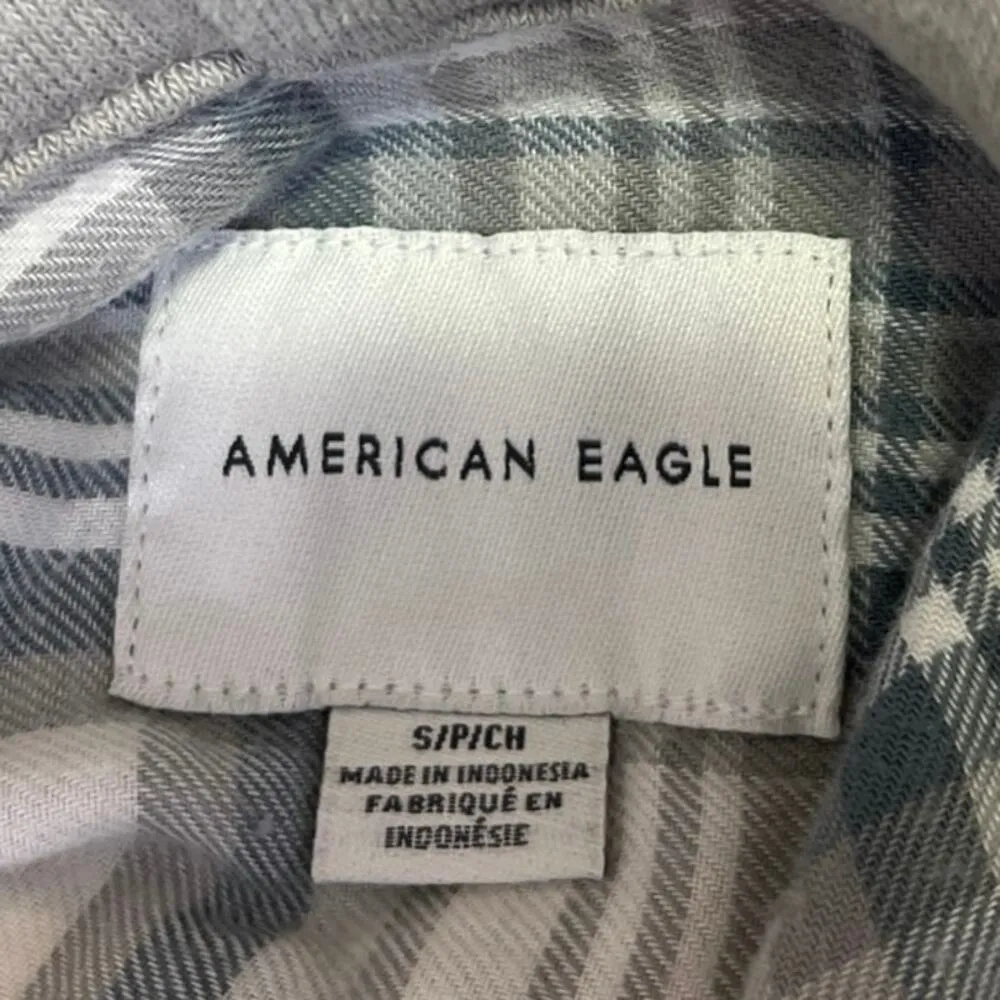 AMERICAN EAGLE
S/P/CH
MADE IN INDONESIA
FABRIQUÉ EN
INDONÉSIE